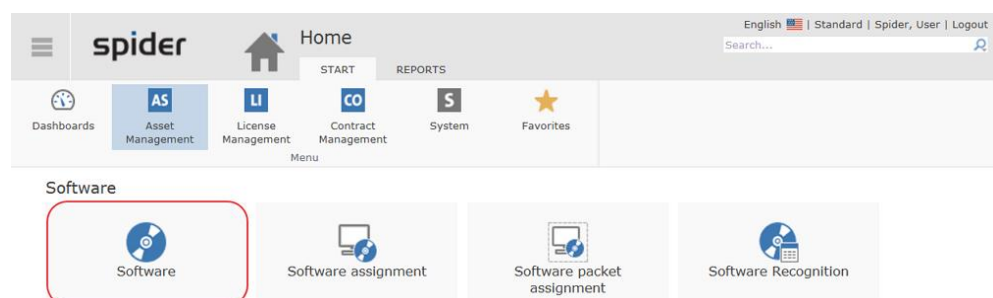 English | Standard | Spider, User | Logout
spider
Home
Search...
START REPORTS
AS LI CO S
Dashboards Asset Management License Management Contract Management System Favorites
Menu
Software
Software Software assignment Software packet assignment Software Recognition